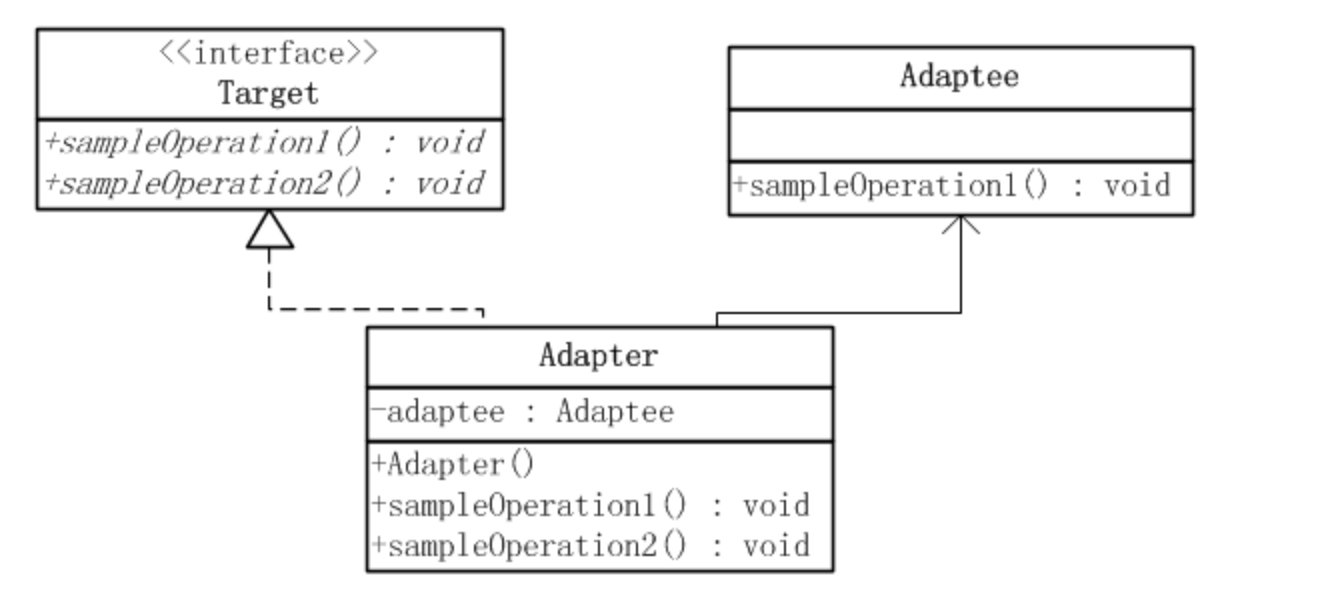 <<interface>>
Target
+sampleOperation1() : void
+sampleOperation2() : void
Adaptee
+sampleOperation1() : void
Adapter
-adaptee : Adaptee
+Adapter()
+sampleOperation1() : void
+sampleOperation2() : void